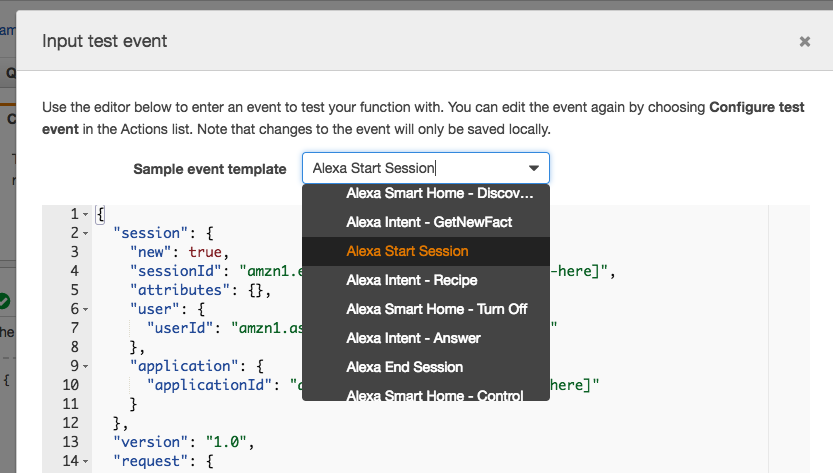 Input test event
×
Use the editor below to enter an event to test your function with. You can edit the event again by choosing Configure test
event in the Actions list. Note that changes to the event will only be saved locally.
Sample event template
Alexa Start Session
Alexa Smart Home - Discov...
Alexa Intent - GetNewFact
Alexa Start Session
Alexa Intent - Recipe
Alexa Smart Home - Turn Off
Alexa Intent - Answer
Alexa End Session
Alexa Smart Home - Control
1 {
2 "session": {
3 "new": true,
4 "sessionId": "amzn1.e -here]",
5 "attributes": {},
6 "user": {
7 "userId": "amzn1.as "
8 },
9 "application": {
10 "applicationId": " here]"
11 }
12 },
13 "version": "1.0",
14 "request": {
am
Q
he
{